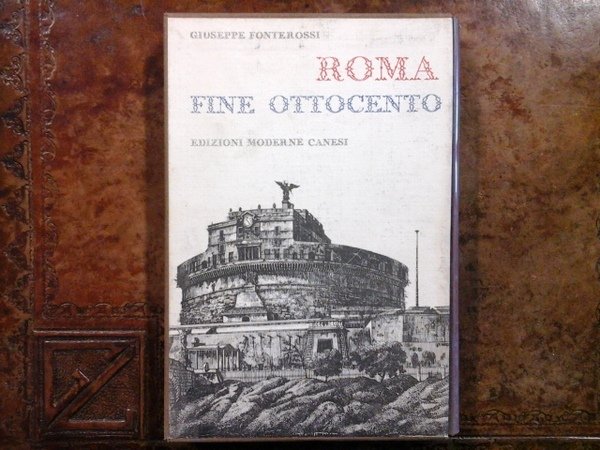 GIUSEPPE FONTEROSSI
ROMA
FINE OTTOCENTO
EDIZIONI MODERNE CANESI